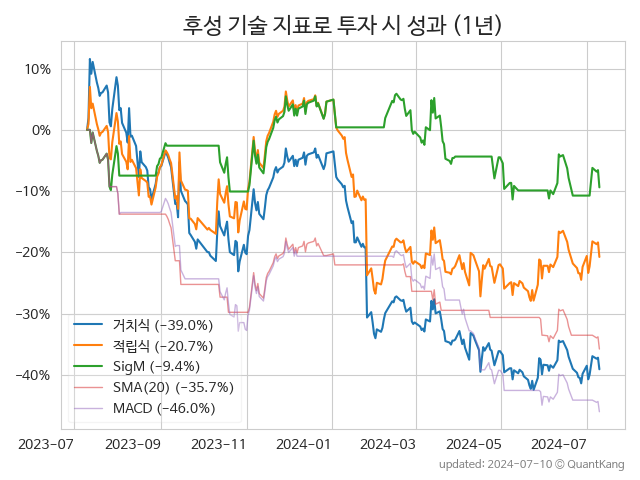 후성 기술 지표로 투자 시 성과 (1년)
10%
0%
−10%
−20%
−30%
−40%
거치식 (−39.0%)
적립식 (−20.7%)
SigM (−9.4%)
SMA(20) (−35.7%)
MACD (−46.0%)
2023−07 2023−09 2023−11 2024−01 2024−03 2024−05 2024−07
updated: 2024−07−10 © QuantKang